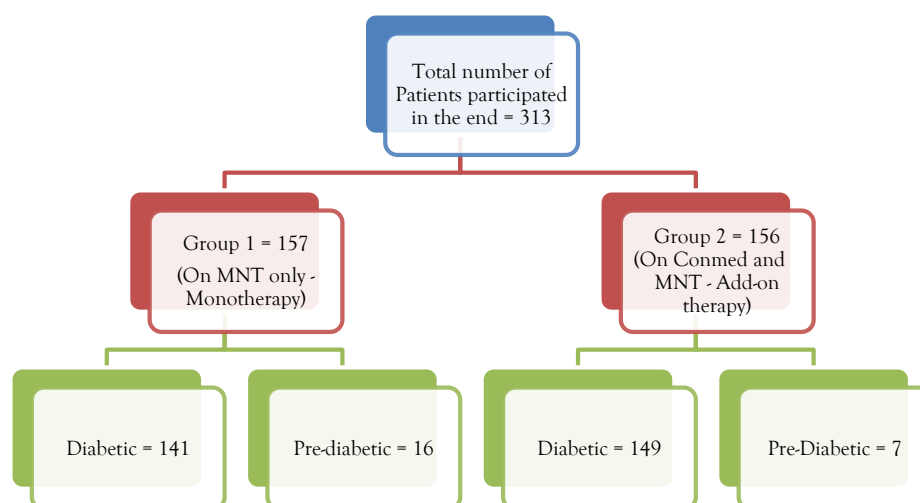 Total number of
Patients participated
in the end = 313
Group 1 = 157
(On MNT only -
Monotherapy)
Group 2 = 156
(On Conmed and
MNT - Add-on
therapy)
Diabetic = 141
Pre-diabetic = 16
Diabetic = 149
Pre-Diabetic = 7